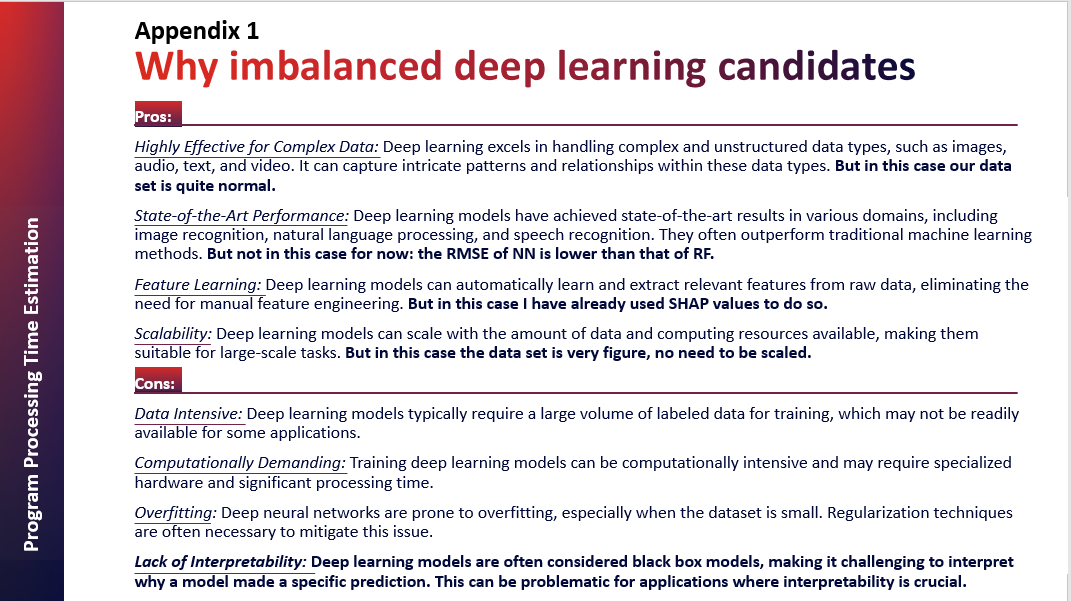 Appendix 1
Why imbalanced deep learning candidates
Pros:
Highly Effective for Complex Data: Deep learning excels in handling complex and unstructured data types, such as images,
audio, text, and video. It can capture intricate patterns and relationships within these data types. But in this case our data
set is quite normal.
State-of-the-Art Performance: Deep learning models have achieved state-of-the-art results in various domains, including
image recognition, natural language processing, and speech recognition. They often outperform traditional machine learning
methods. But not in this case for now: the RMSE of NN is lower than that of RF.
Feature Learning: Deep learning models can automatically learn and extract relevant features from raw data, eliminating the
need for manual feature engineering. But in this case I have already used SHAP values to do so.
Scalability: Deep learning models can scale with the amount of data and computing resources available, making them
suitable for large-scale tasks. But in this case the data set is very figure, no need to be scaled.
Cons:
Data Intensive: Deep learning models typically require a large volume of labeled data for training, which may not be readily
available for some applications.
Computationally Demanding: Training deep learning models can be computationally intensive and may require specialized
hardware and significant processing time.
Overfitting: Deep neural networks are prone to overfitting, especially when the dataset is small. Regularization techniques
are often necessary to mitigate this issue.
Lack of Interpretability: Deep learning models are often considered black box models, making it challenging to interpret
why a model made a specific prediction. This can be problematic for applications where interpretability is crucial.
Program Processing Time Estimation